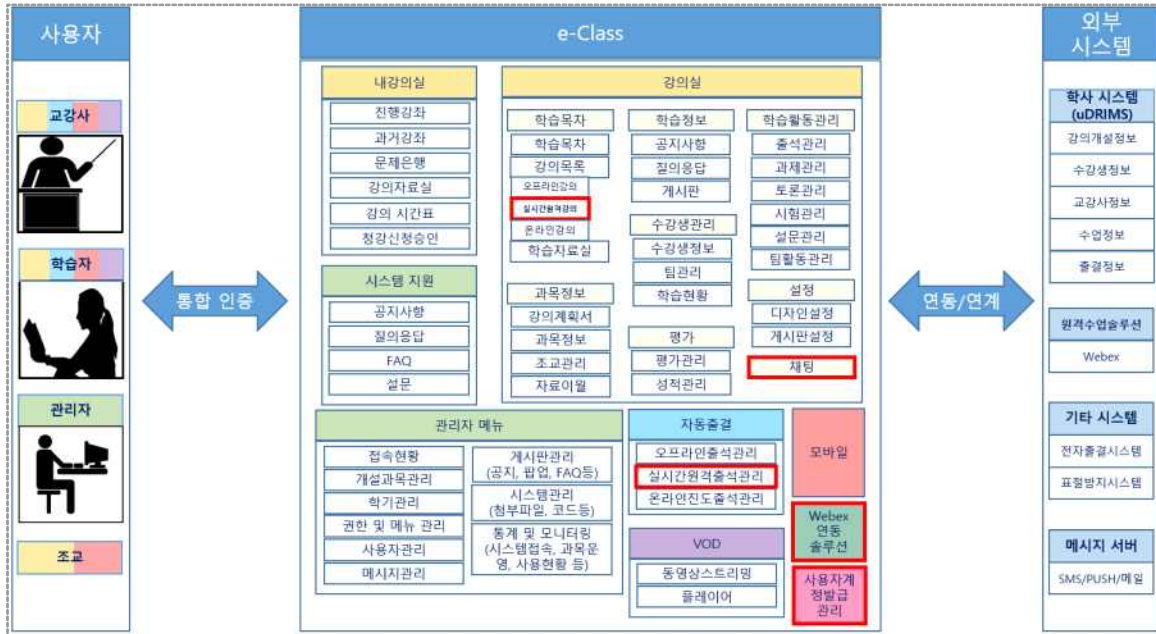 사용자
교강사
학습자
관리자
조교
통합 인증
e-Class
내강의실
진행강좌
과거강좌
문제은행
강의자료실
강의 시간표
청강신청승인
시스템 지원
공지사항
질의응답
FAQ
설문
강의실
학습목차
학습목차
강의목록
오프라인강의
실시간원격강의
온라인강의
학습자료실
과목정보
강의계획서
과목정보
조교관리
자료이월
학습정보
공지사항
질의응답
게시판
수강생관리
수강생정보
팀관리
학습현황
평가
평가관리
성적관리
학습활동관리
출석관리
과제관리
토론관리
시험관리
설문관리
팀활동관리
설정
디자인설정
게시판설정
채팅
관리자 메뉴
접속현황
개설과목관리
학기관리
권한 및 메뉴 관리
사용자관리
메시지관리
게시판관리
(공지, 팝업, FAQ등)
시스템관리
(첨부파일, 코드등)
통계 및 모니터링
(시스템접속, 과목운
영, 사용현황 등)
자동출결
오프라인출석관리
실시간원격출석관리
온라인진도출석관리
VOD
동영상스트리밍
플레이어
모바일
Webex
연동
솔루션
사용자계
정발급
관리
연동/연계
외부
시스템
학사 시스템
(uDRIMS)
강의개설정보
수강생정보
교강사정보
수업정보
출결정보
원격수업솔루션
Webex
기타 시스템
전자출결시스템
표절방지시스템
메시지 서버
SMS/PUSH/메일